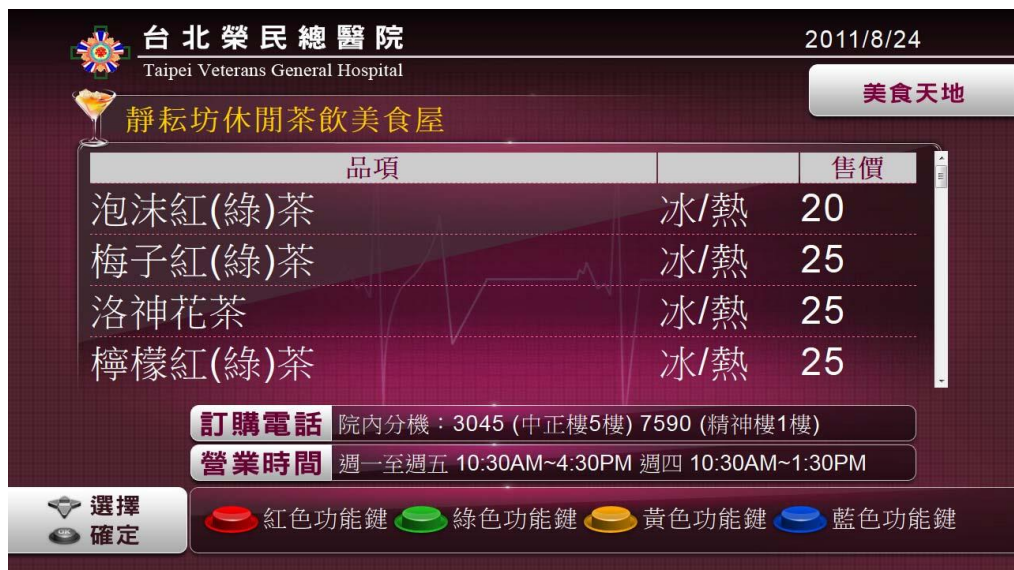 台北榮民總醫院
2011/8/24
Taipei Veterans General Hospital
美食天地
靜耘坊休閒茶飲美食屋
品項 售價
泡沫紅(綠)茶 冰/熱 20
梅子紅(綠)茶 冰/熱 25
洛神花茶 冰/熱 25
檸檬紅(綠)茶 冰/熱 25
訂購電話 院內分機：3045 (中正樓5樓) 7590 (精神樓1樓)
營業時間 週一至週五 10:30AM~4:30PM 週四 10:30AM~1:30PM
選擇
OK 確定
紅色功能鍵 綠色功能鍵 黃色功能鍵 藍色功能鍵